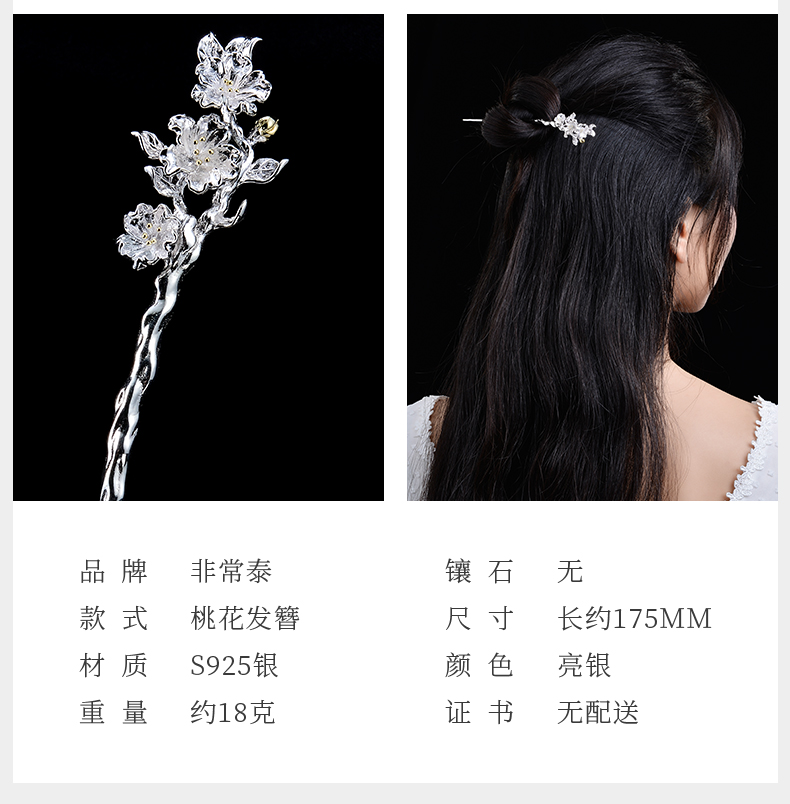 品牌 非常泰 镶石 无
款式 桃花发簪 尺寸 长约175MM
材质 S925银 颜色 亮银
重量 约18克 证书 无配送